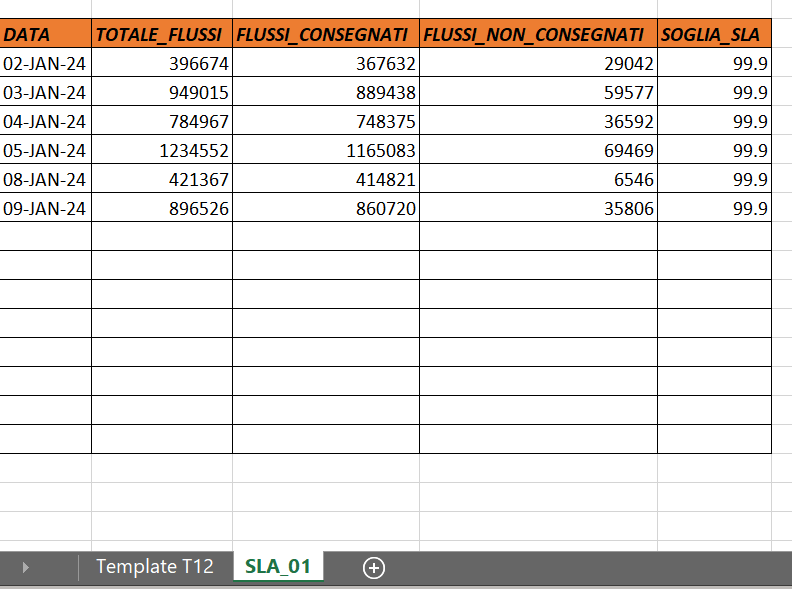 DATA TOTALE_FLUSSI FLUSSI_CONSEGNATI FLUSSI_NON_CONSEGNATI SOGLIA_SLA
02-JAN-24 396674 367632 29042 99.9
03-JAN-24 949015 889438 59577 99.9
04-JAN-24 784967 748375 36592 99.9
05-JAN-24 1234552 1165083 69469 99.9
08-JAN-24 421367 414821 6546 99.9
09-JAN-24 896526 860720 35806 99.9
Template T12 SLA_01